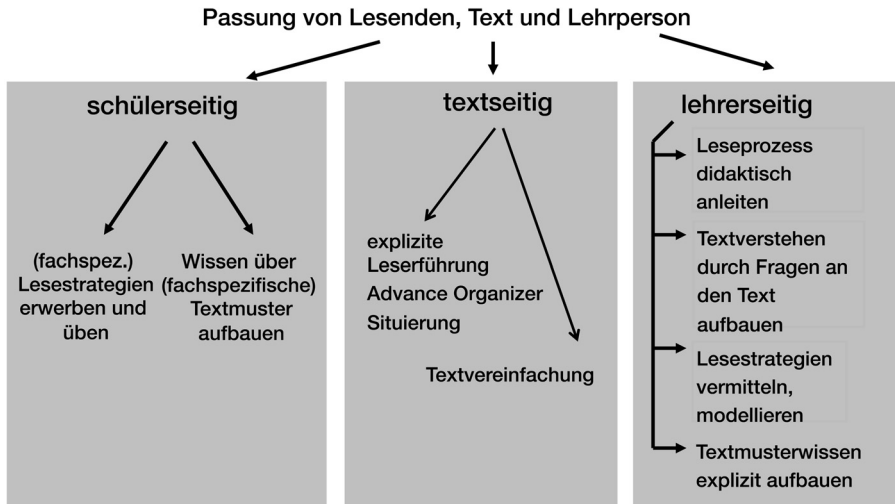 Passung von Lesenden, Text und Lehrperson
schülerseitig
(fachspez.)
Lesestrategien
erwerben und
üben
Wissen über
(fachspezifische)
Textmuster
aufbauen
textseitig
explizite
Leserführung
Advance Organizer
Situierung
Textvereinfachung
lehrerseitig
Leseprozess
didaktisch
anleiten
Textverstehen
durch Fragen an
den Text
aufbauen
Lesestrategien
vermitteln,
modellieren
Textmusterwissen
explizit aufbauen